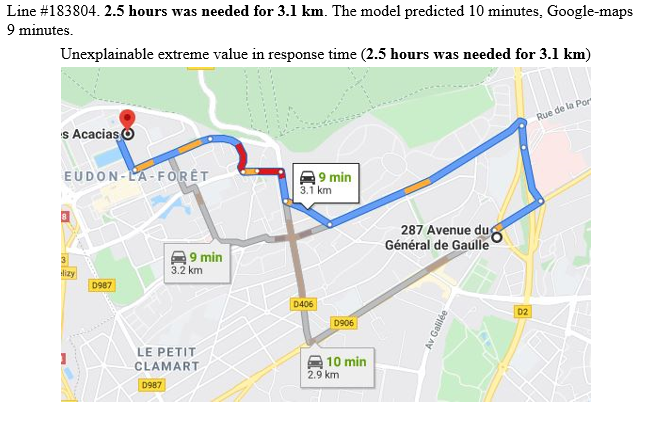 Line #183804. 2.5 hours was needed for 3.1 km. The model predicted 10 minutes, Google-maps
9 minutes.
Unexplainable extreme value in response time (2.5 hours was needed for 3.1 km)
Rue de la Por
es Acacias
EUDON-LA-FORÊT
9 min
3.1 km
287 Avenue du
Général de Gaulle
9 min
3.2 km
lizy
D987
D406
D906
D2
Av Galilée
LE PETIT
CLAMART
10 min
2.9 km
D987